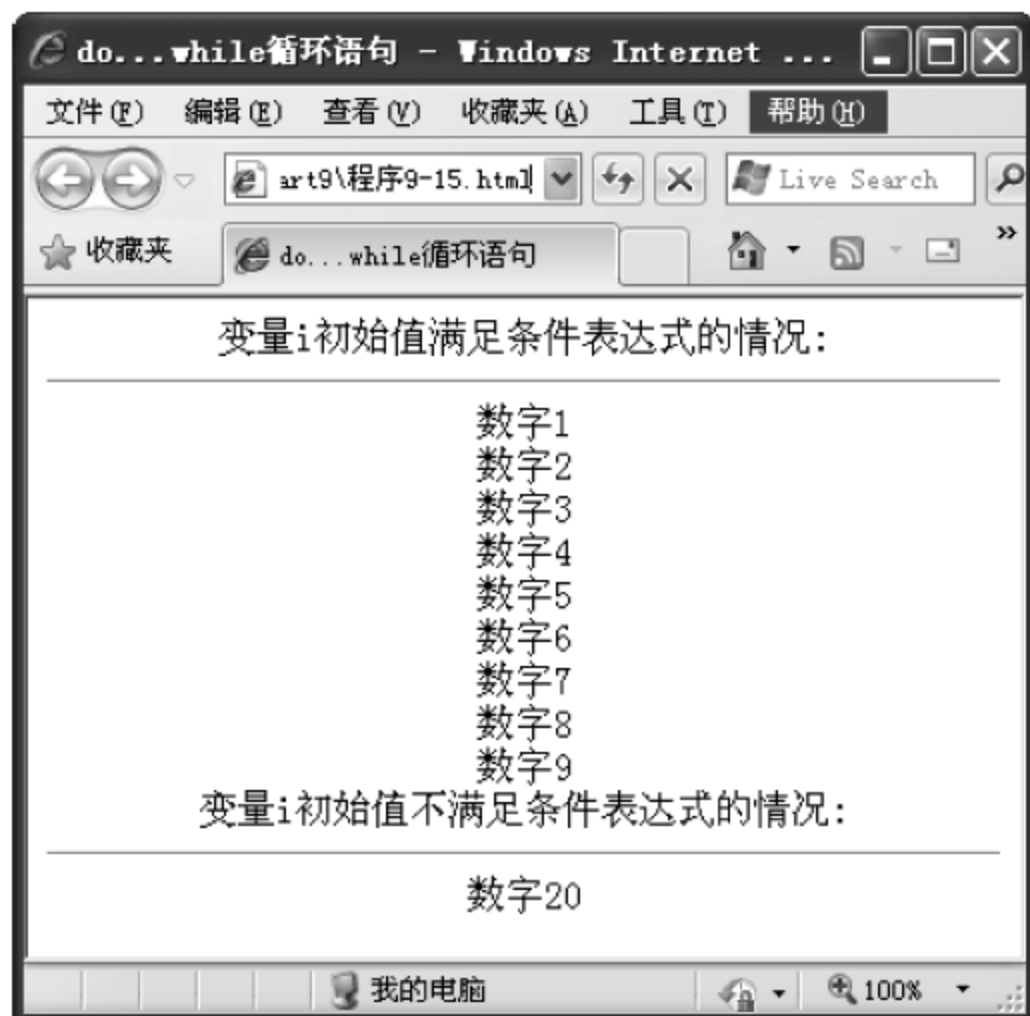 do...while循环语句 - Windows Internet ...
文件(F) 编辑(E) 查看(V) 收藏夹(A) 工具(T) 帮助(H)
art9\程序9-15.html Live Search
收藏夹 do...while循环语句 »
变量i初始值满足条件表达式的情况:
数字1
数字2
数字3
数字4
数字5
数字6
数字7
数字8
数字9
变量i初始值不满足条件表达式的情况:
数字20
我的电脑 100%